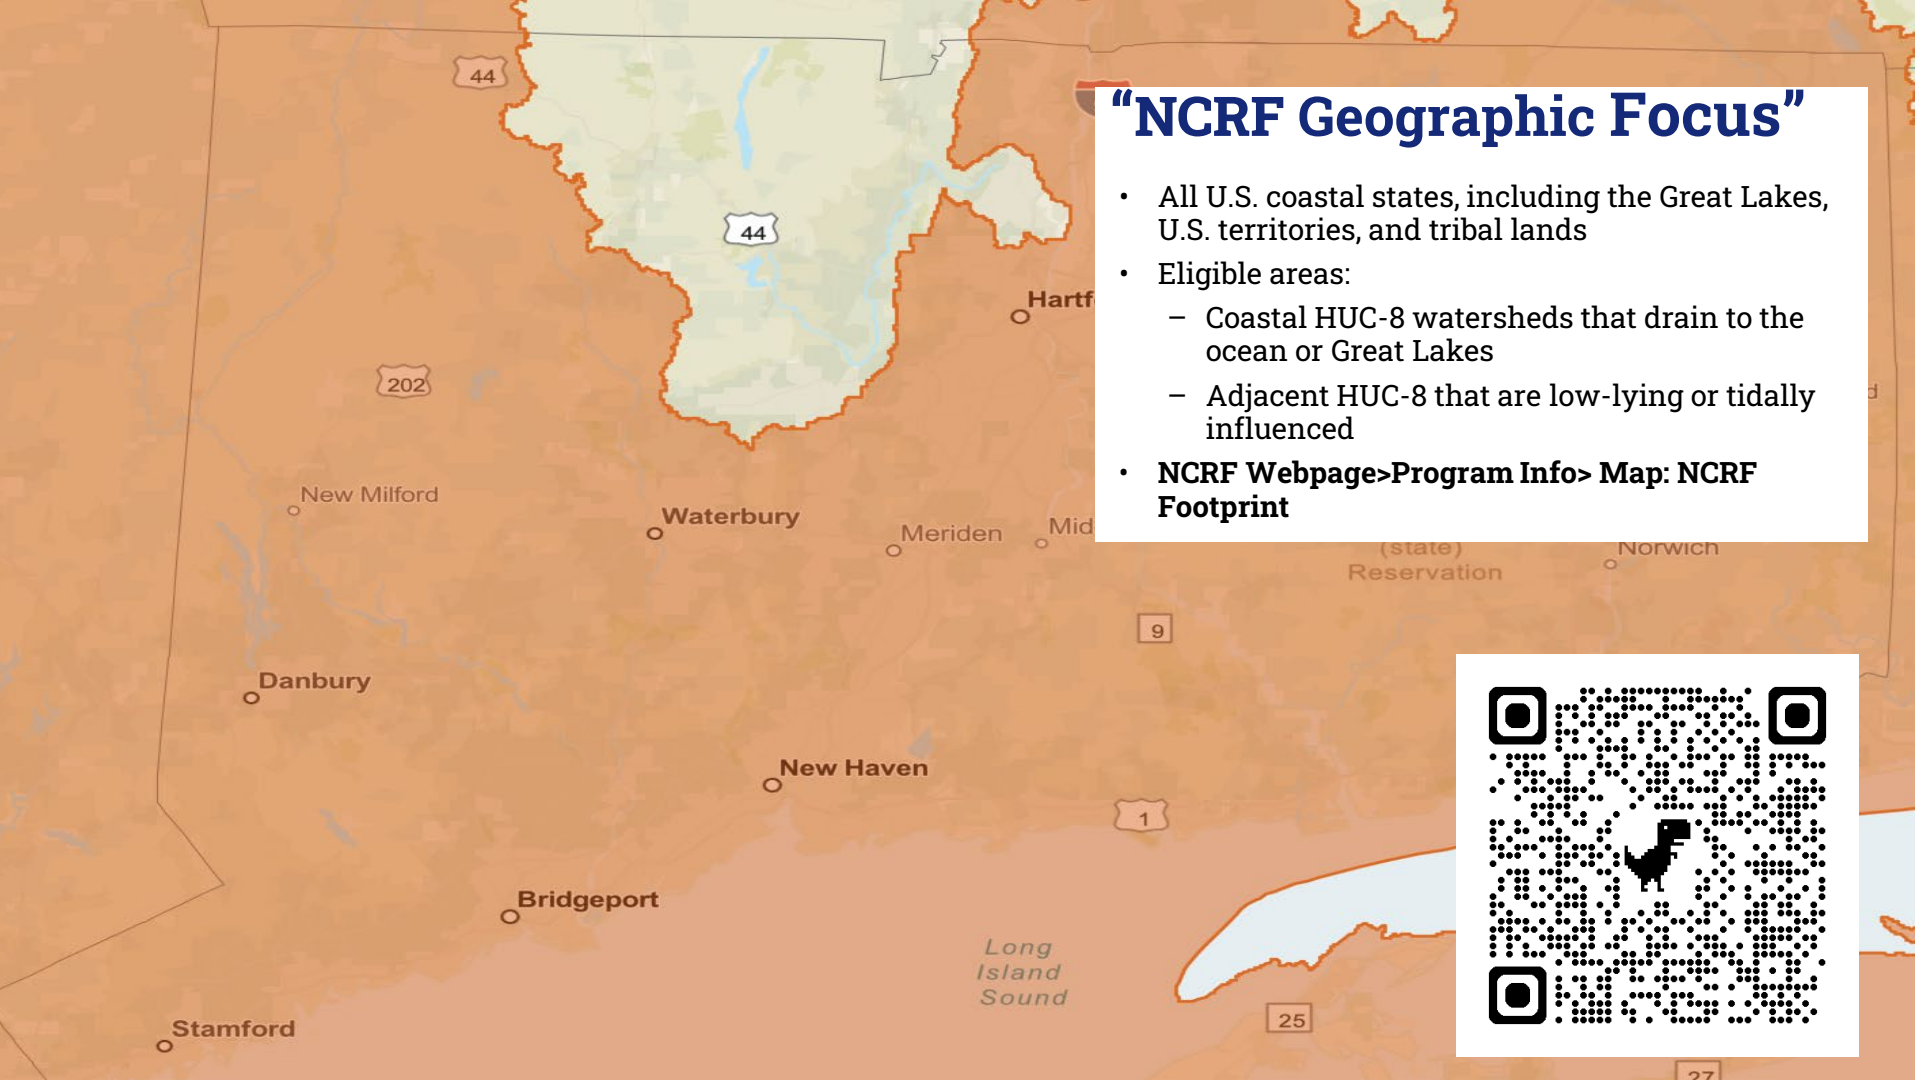 44
“NCRF Geographic Focus”
• All U.S. coastal states, including the Great Lakes,
U.S. territories, and tribal lands
• Eligible areas:
– Coastal HUC-8 watersheds that drain to the
ocean or Great Lakes
– Adjacent HUC-8 that are low-lying or tidally
influenced
• NCRF Webpage>Program Info> Map: NCRF
Footprint
44
Hartf
202
d
New Milford
Waterbury
Meriden
Mid
(state)
Reservation
Norwich
9
Danbury
New Haven
1
Bridgeport
Long
Island
Sound
25
Stamford
27